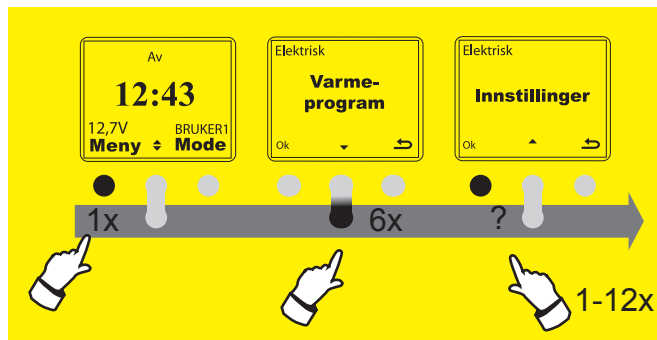 Av
12:43
12,7V
BRUKER1
Meny
Mode
Elektrisk
Varme-
program
Ok
Elektrisk
Innstillinger
Ok
1x
6x
?
1-12x